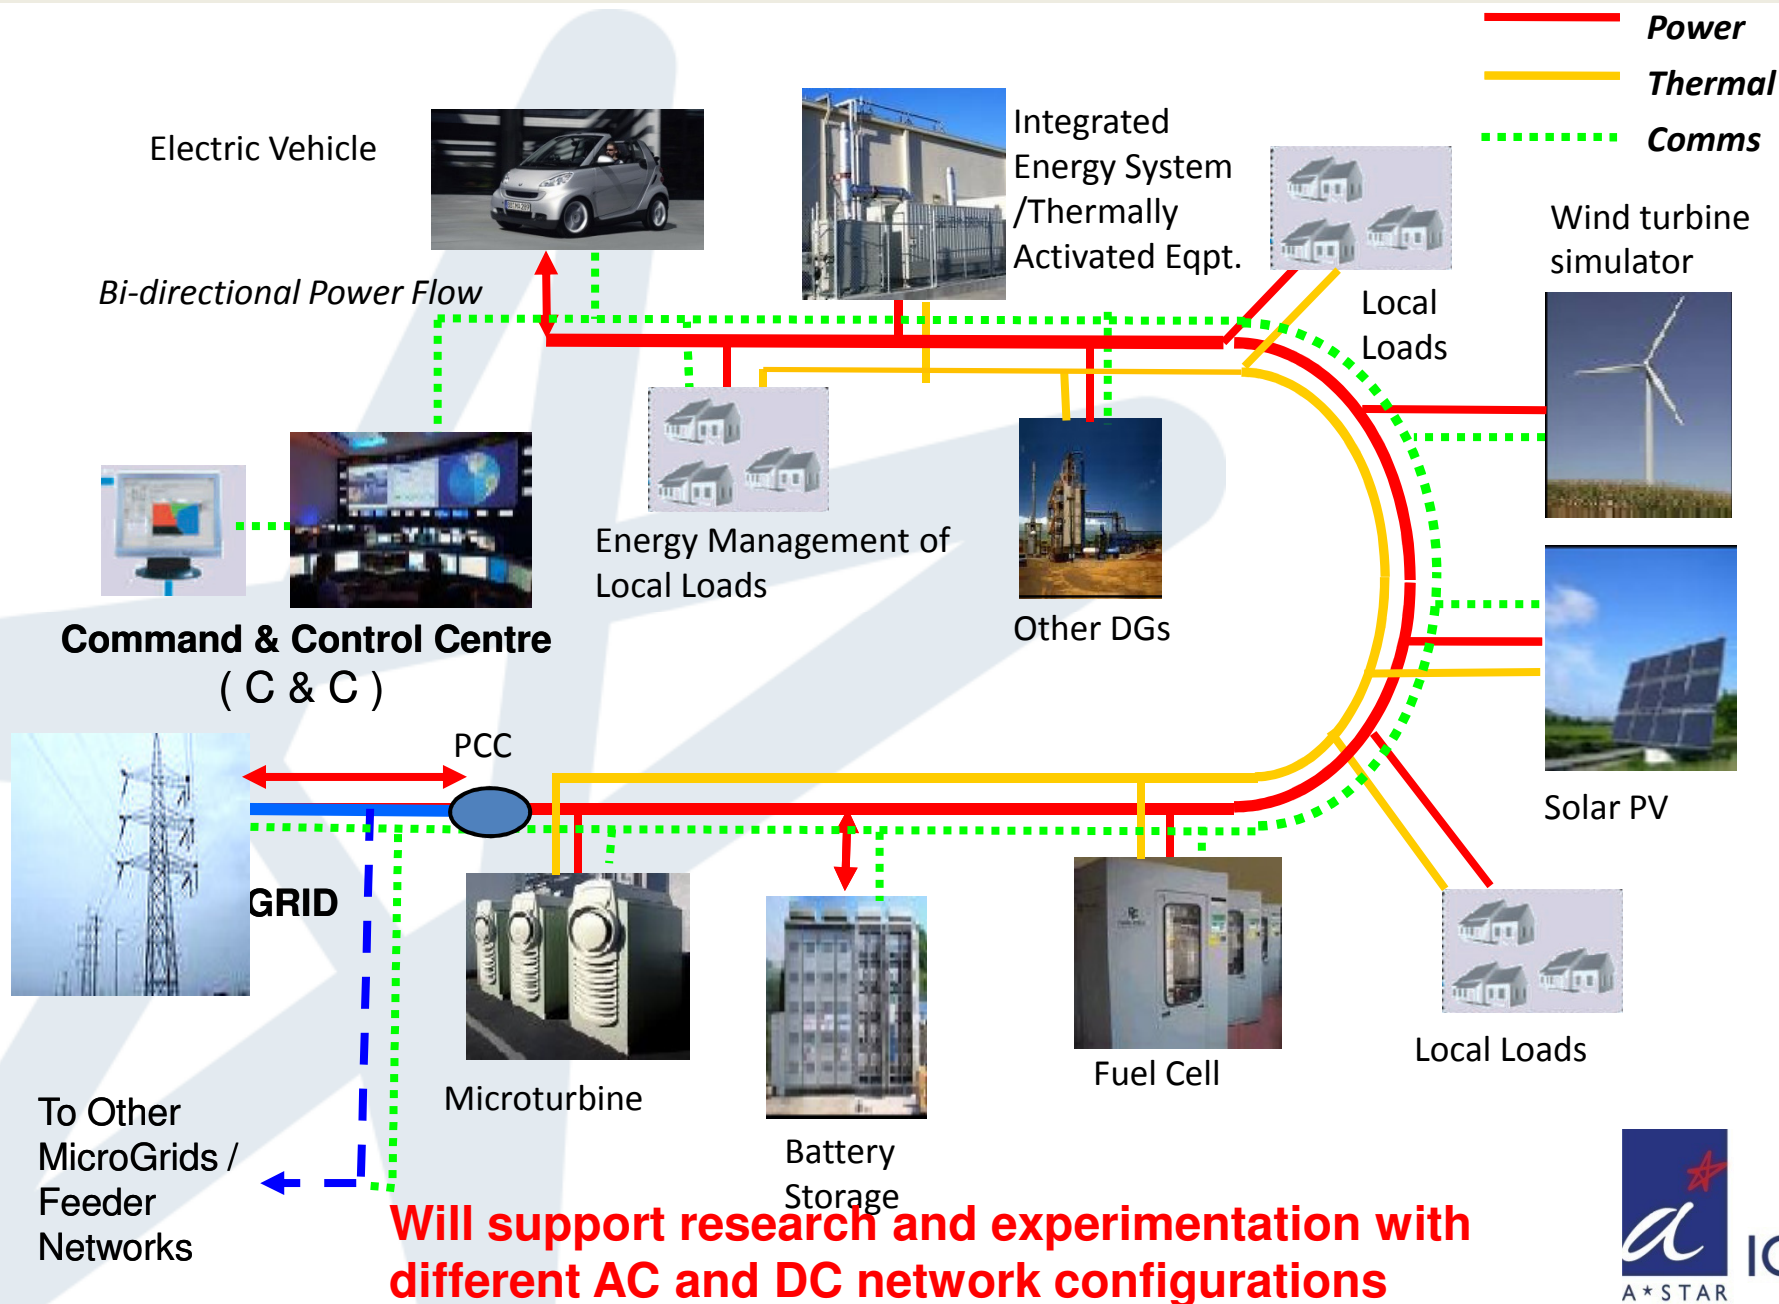 Power
Thermal
Comms
Electric Vehicle
Integrated
Energy System
/Thermally
Activated Eqpt.
Wind turbine
simulator
Bi-directional Power Flow
Local
Loads
Energy Management of
Local Loads
Other DGs
Command & Control Centre
( C & C )
PCC
Solar PV
GRID
Local Loads
Fuel Cell
Microturbine
To Other
MicroGrids /
Feeder
Networks
Battery
Storage
Will support research and experimentation with
different AC and DC network configurations
A★STAR